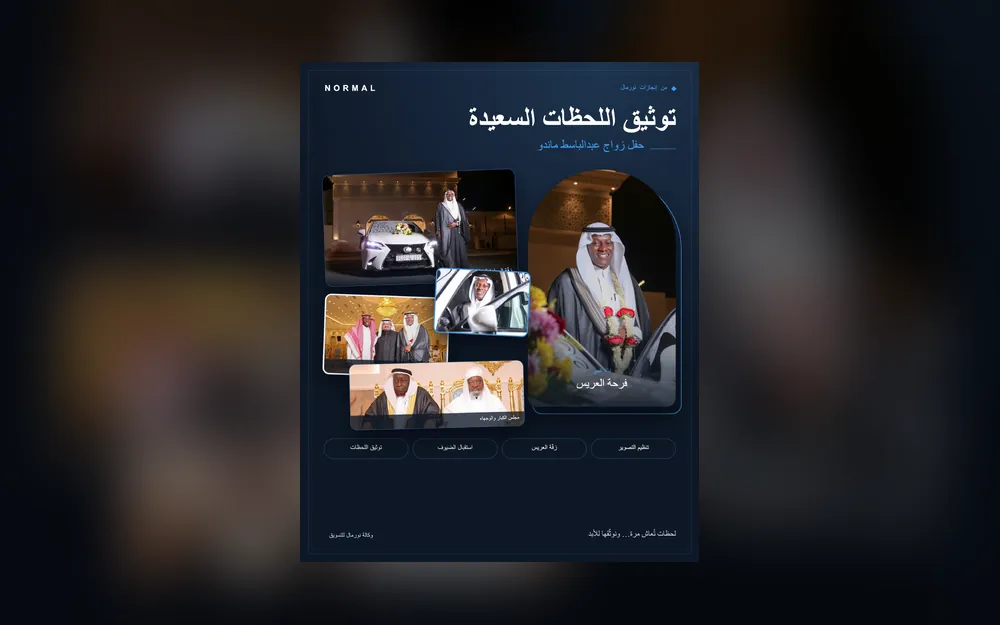 NORMAL
من إنجازات نورمال
توثيق اللحظات السعيدة
حفل زواج عبدالباسط ماندو
فرحة العريس
مجلس الكبار والوجهاء
تنظيم التصوير
زفة العريس
استقبال الضيوف
توثيق اللحظات
لحظات تُعاش مرة... ونوثّقها للأبد
وكالة نورمال للتسويق